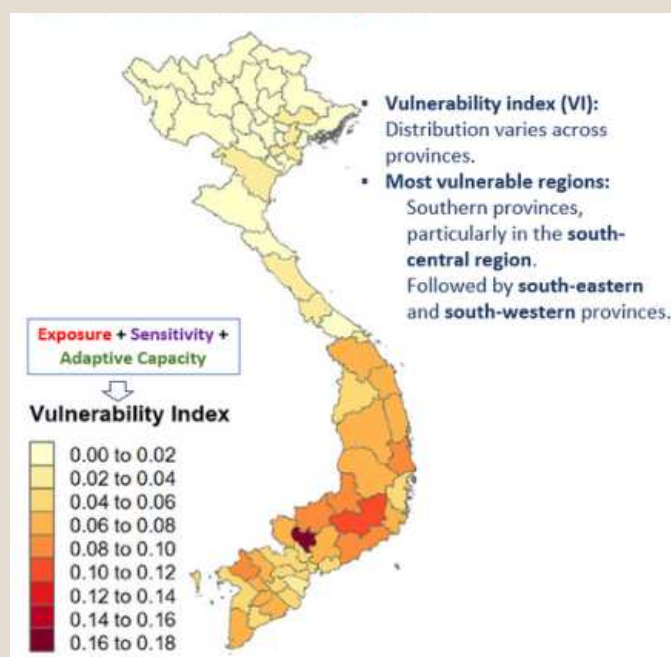 ▪ Vulnerability index (VI):
Distribution varies across
provinces.
▪ Most vulnerable regions:
Southern provinces,
particularly in the south-
central region.
Followed by south-eastern
and south-western provinces.
Exposure + Sensitivity +
Adaptive Capacity
Vulnerability Index
0.00 to 0.02
0.02 to 0.04
0.04 to 0.06
0.06 to 0.08
0.08 to 0.10
0.10 to 0.12
0.12 to 0.14
0.14 to 0.16
0.16 to 0.18